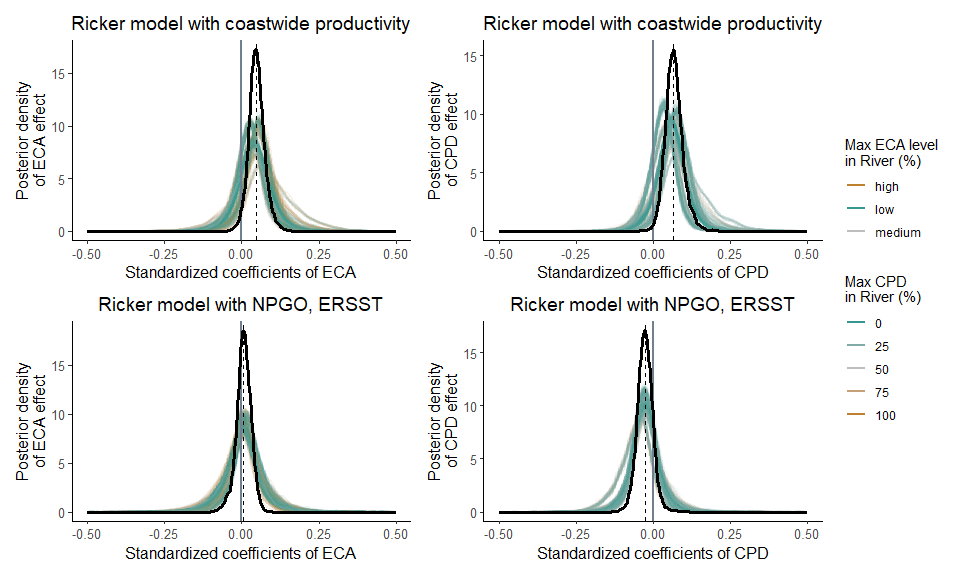 Ricker model with coastwide productivity
Posterior density
of ECA effect
15
10
5
0
-0.50
-0.25
0.00
0.25
0.50
Standardized coefficients of ECA
Ricker model with coastwide productivity
Posterior density
of CPD effect
15
10
5
0
-0.50
-0.25
0.00
0.25
0.50
Standardized coefficients of CPD
Ricker model with NPGO, ERSST
Posterior density
of ECA effect
15
10
5
0
-0.50
-0.25
0.00
0.25
0.50
Standardized coefficients of ECA
Ricker model with NPGO, ERSST
Posterior density
of CPD effect
15
10
5
0
-0.50
-0.25
0.00
0.25
0.50
Standardized coefficients of CPD
Max ECA level
in River (%)
high
low
medium
Max CPD
in River (%)
0
25
50
75
100